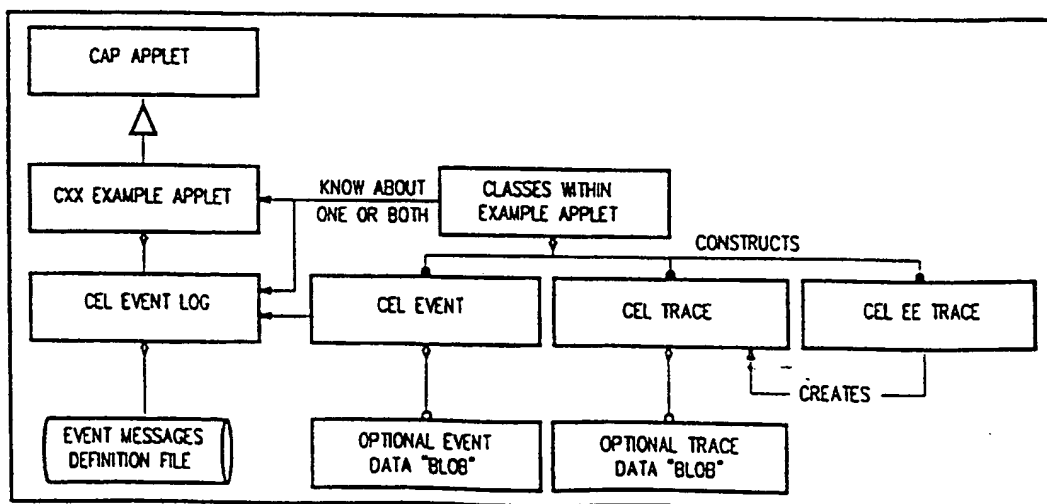 CAP APPLET
CXX EXAMPLE APPLET
KNOW ABOUT
ONE OR BOTH
CLASSES WITHIN
EXAMPLE APPLET
CONSTRUCTS
CEL EVENT LOG
CEL EVENT
CEL TRACE
CEL EE TRACE
CREATES
EVENT MESSAGES
DEFINITION FILE
OPTIONAL EVENT
DATA "BLOB"
OPTIONAL TRACE
DATA "BLOB"